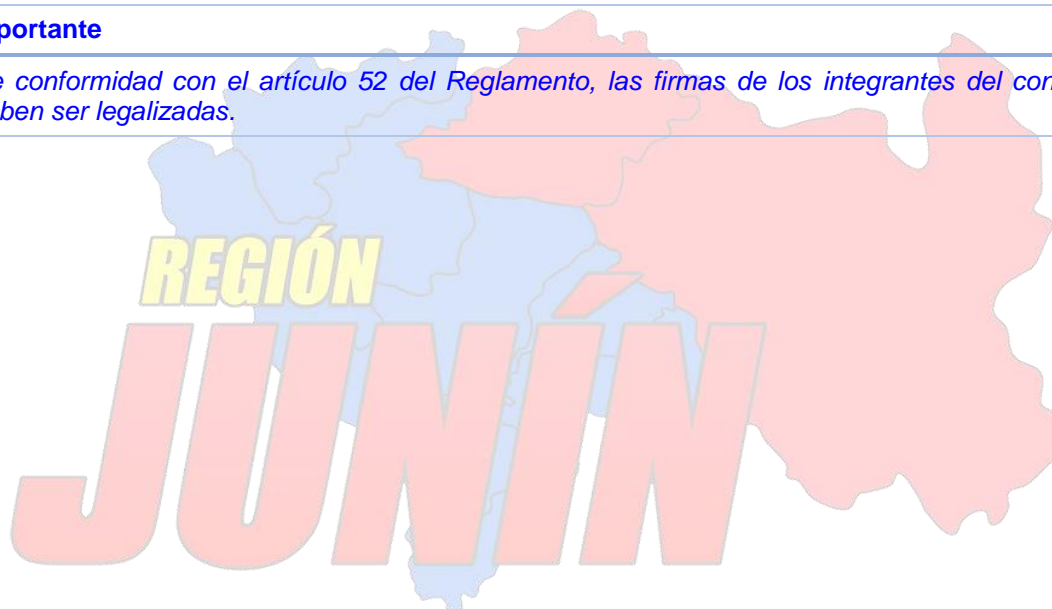 portante
e conformidad con el artículo 52 del Reglamento, las firmas de los integrantes del con
ben ser legalizadas.
REGIÓN
JUNÍN